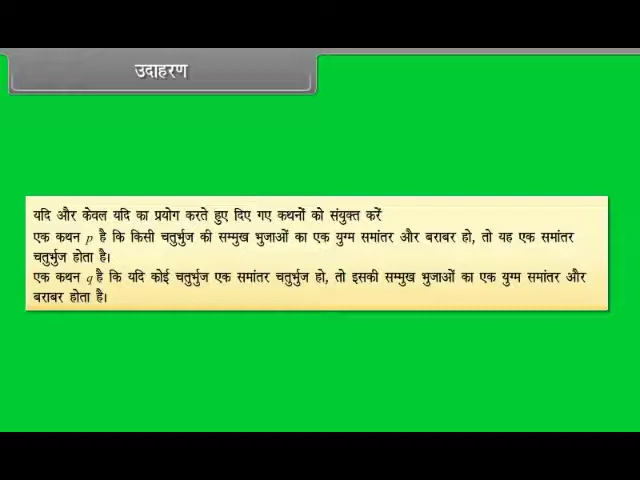 उदाहरण
यदि और केवल यदि का प्रयोग करते हुए दिए गए कथनों को संयुक्त करें
एक कथन p है कि किसी चतुर्भुज की सम्मुख भुजाओं का एक युग्म समांतर और बराबर हो, तो यह एक समांतर
चतुर्भुज होता है।
एक कथन q है कि यदि कोई चतुर्भुज एक समांतर चतुर्भुज हो, तो इसकी सम्मुख भुजाओं का एक युग्म समांतर और
बराबर होता है।